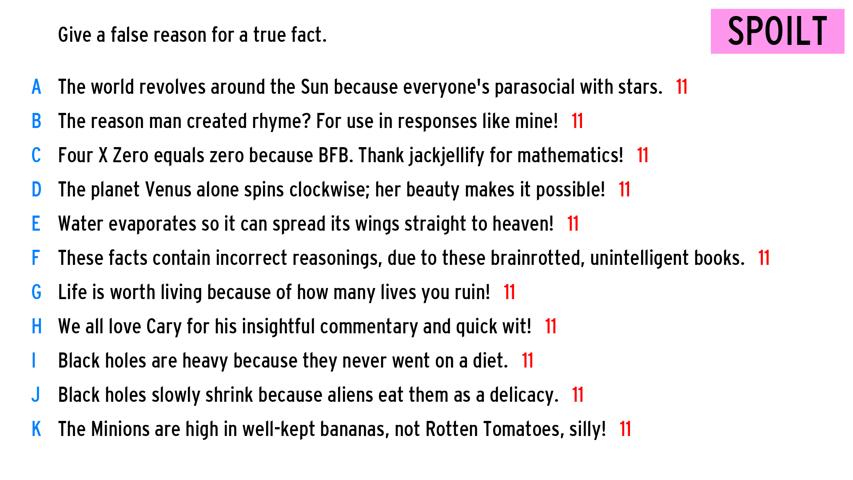 Give a false reason for a true fact.
SPOILT
A The world revolves around the Sun because everyone's parasocial with stars. 11
B The reason man created rhyme? For use in responses like mine! 11
C Four X Zero equals zero because BFB. Thank jackjellify for mathematics! 11
D The planet Venus alone spins clockwise; her beauty makes it possible! 11
E Water evaporates so it can spread its wings straight to heaven! 11
F These facts contain incorrect reasonings, due to these brainrotted, unintelligent books. 11
G Life is worth living because of how many lives you ruin! 11
H We all love Cary for his insightful commentary and quick wit! 11
I Black holes are heavy because they never went on a diet. 11
J Black holes slowly shrink because aliens eat them as a delicacy. 11
K The Minions are high in well-kept bananas, not Rotten Tomatoes, silly! 11